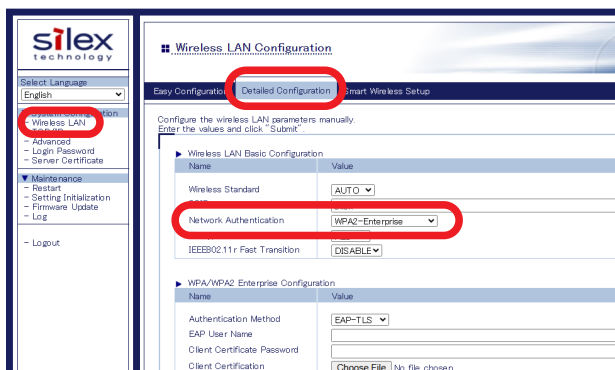 silex
technology
Select Language
English
System Configuration
- Wireless LAN
- TCP/IP
- Advanced
- Login Password
- Server Certificate
▼ Maintenance
- Restart
- Setting Initialization
- Firmware Update
- Log
- Logout
Wireless LAN Configuration
Easy Configuration Detailed Configuration Smart Wireless Setup
Configure the wireless LAN parameters manually.
Enter the values and click "Submit".
Wireless LAN Basic Configuration
Name Value
Wireless Standard AUTO
Network Authentication WPA2-Enterprise
IEEE802.11r Fast Transition DISABLE
WPA/WPA2 Enterprise Configuration
Name Value
Authentication Method EAP-TLS
EAP User Name
Client Certificate Password
Client Certification Choose File No file chosen